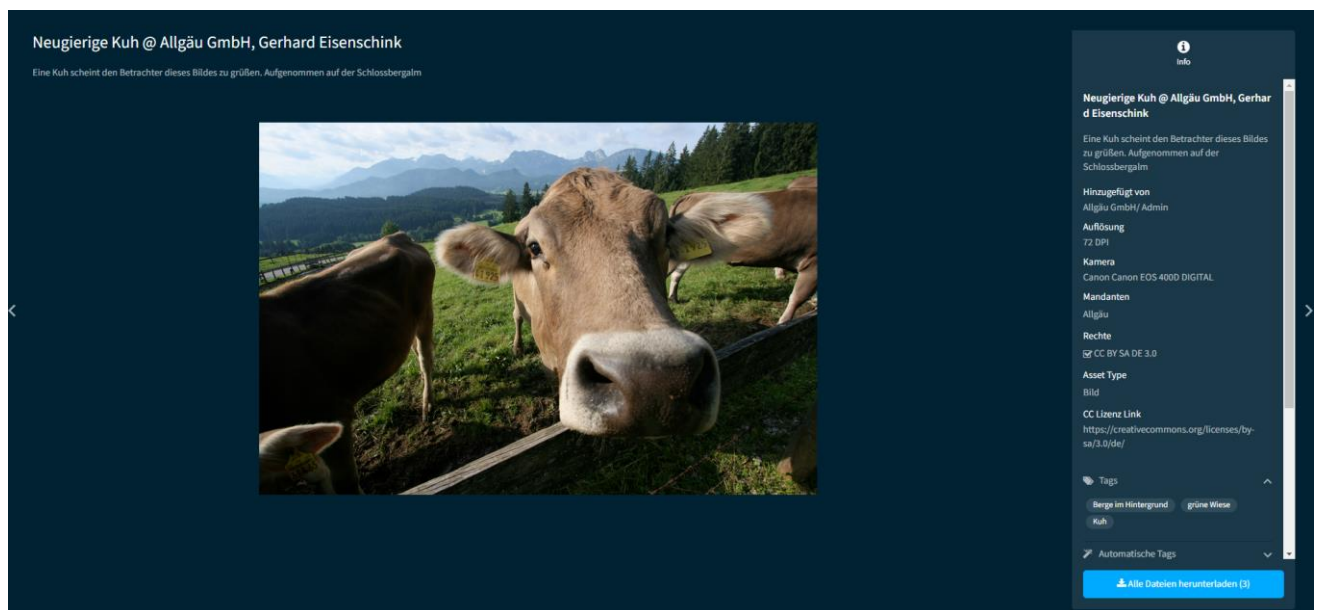 Neugierige Kuh @ Allgäu GmbH, Gerhard Eisenschink
Eine Kuh scheint den Betrachter dieses Bildes zu grüßen. Aufgenommen auf der Schlossbergalm
Info
Neugierige Kuh @ Allgäu GmbH, Gerhar
d Eisenschink
Eine Kuh scheint den Betrachter dieses Bildes
zu grüßen. Aufgenommen auf der
Schlossbergalm
Hinzugefügt von
Allgäu GmbH/ Admin
Auflösung
72 DPI
Kamera
Canon Canon EOS 400D DIGITAL
Mandanten
Allgäu
Rechte
CC BY SA DE 3.0
Asset Type
Bild
CC Lizenz Link
https://creativecommons.org/licenses/by-
sa/3.0/de/
Tags
Berge im Hintergrund grüne Wiese
Kuh
Automatische Tags
Alle Dateien herunterladen (3)